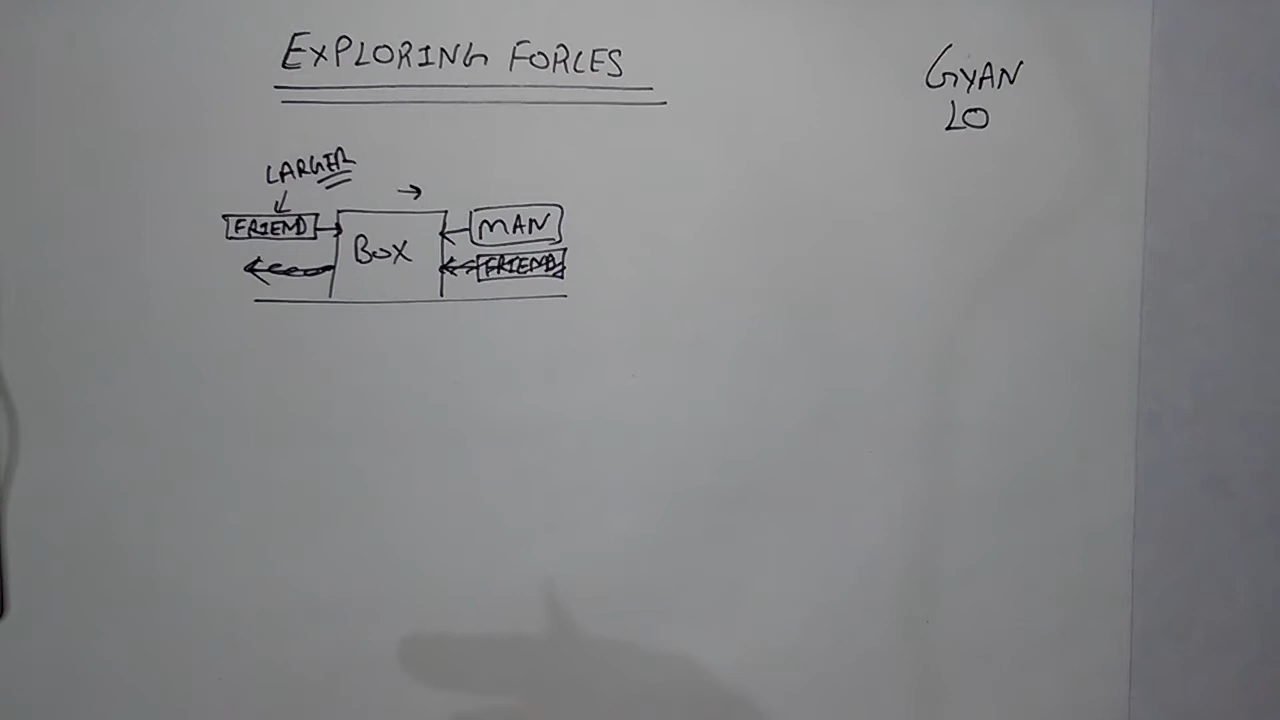 EXPLORING FORCES
GYAN
LO
LARGER
FRIEND
MAN
BOX
FRIEND